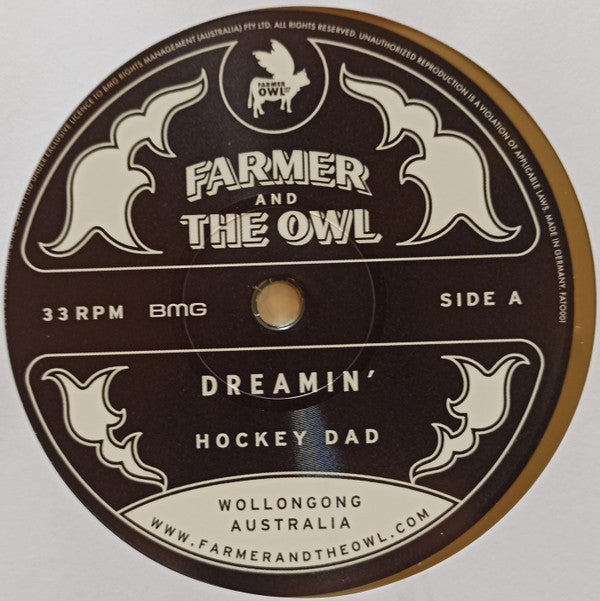 UNDER EXCLUSIVE LICENCE TO BMG RIGHTS MANAGEMENT (AUSTRALIA) PTY LTD. ALL RIGHTS RESERVED. UNAUTHORIZED REPRODUCTION IS A VIOLATION OF APPLICABLE LAWS. MADE IN GERMANY. FATO001
FARMER
OWL
FARMER
AND
THE OWL
33 RPM BMG SIDE A
DREAMIN'
HOCKEY DAD
WOLLONGONG
AUSTRALIA
WWW.FARMERANDTHEOWL.COM